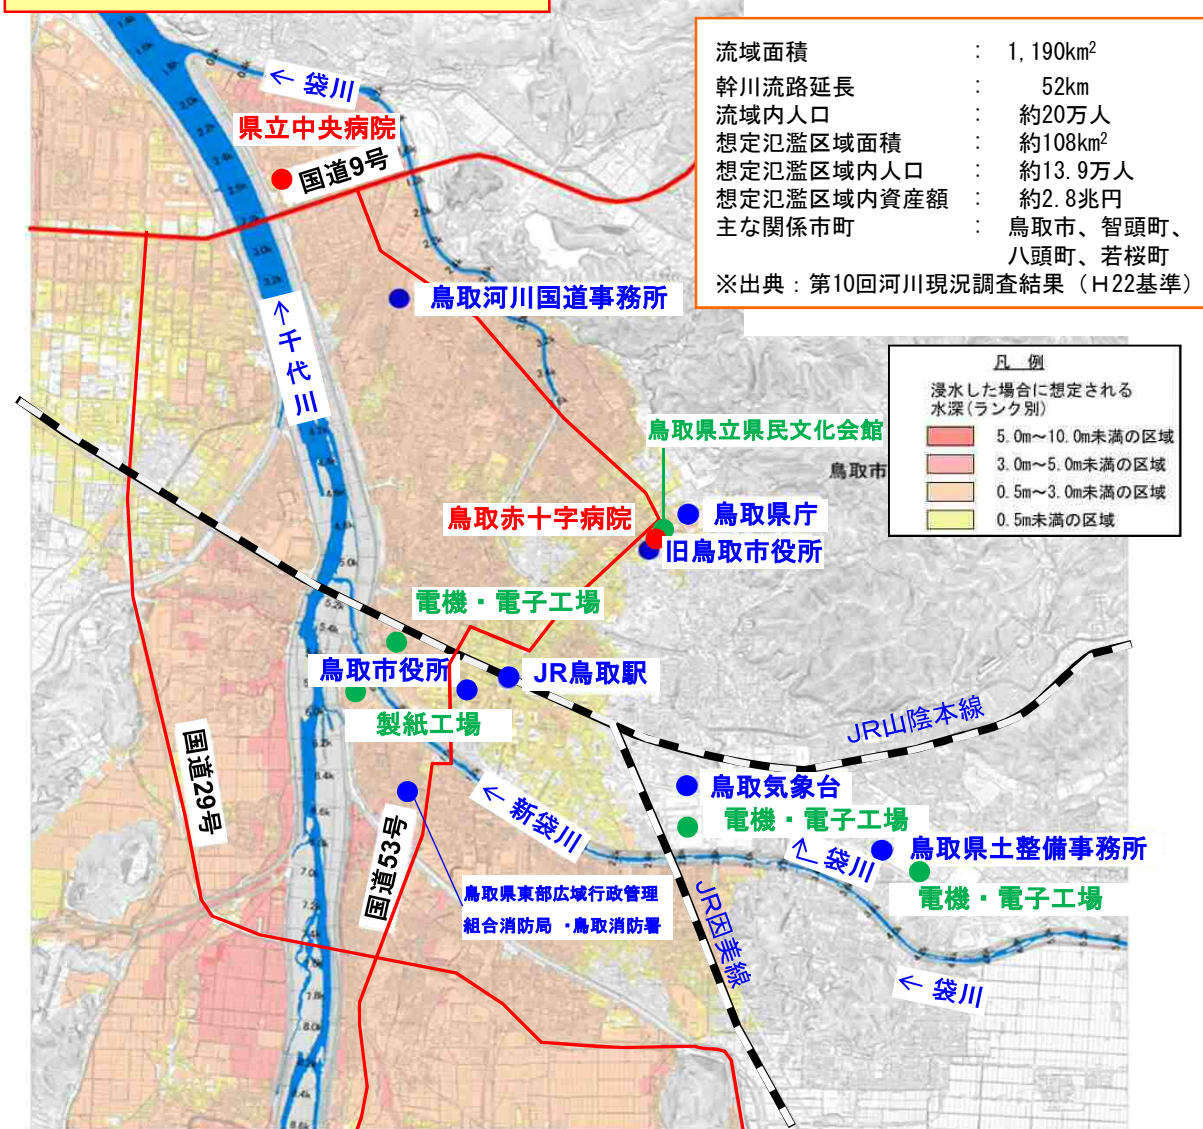 流域面積 : 1,190km²
幹川流路延長 : 52km
流域内人口 : 約20万人
想定氾濫区域面積 : 約108km²
想定氾濫区域内人口 : 約13.9万人
想定氾濫区域内資産額 : 約2.8兆円
主な関係市町 : 鳥取市、智頭町、
八頭町、若桜町
※出典：第10回河川現況調査結果（H22基準）
← 袋川
県立中央病院
国道9号
鳥取河川国道事務所
←千代川
凡 例
浸水した場合に想定される
水深(ランク別)
5.0m～10.0m未満の区域
3.0m～5.0m未満の区域
0.5m～3.0m未満の区域
0.5m未満の区域
鳥取市
鳥取県立県民文化会館
鳥取赤十字病院
鳥取県庁
旧鳥取市役所
電機・電子工場
鳥取市役所
JR鳥取駅
製紙工場
JR山陰本線
国道29号
鳥取気象台
← 新袋川
電機・電子工場
国道53号
← 袋川
鳥取県土整備事務所
鳥取県東部広域行政管理
組合消防局 ・鳥取消防署
電機・電子工場
JR因美線
← 袋川